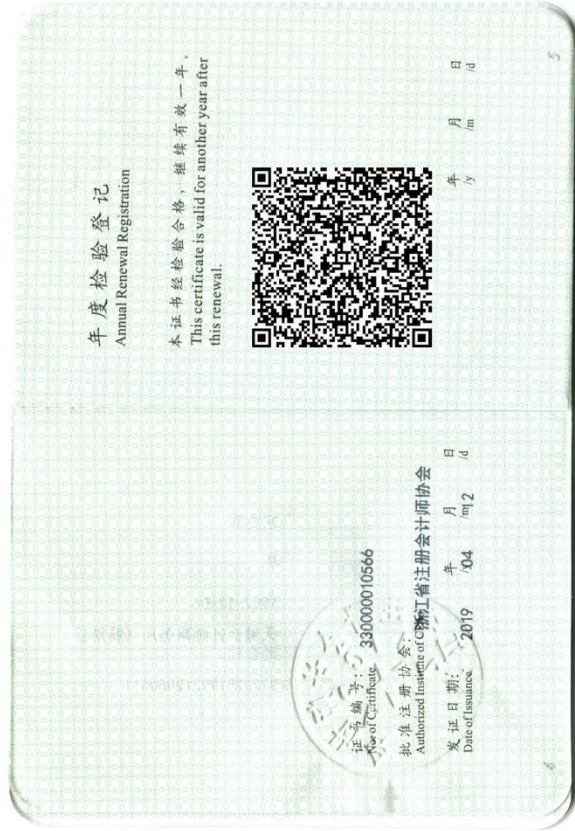 证书编号： 330000010566
No. of Certificate
批准注册协会： 浙江省注册会计师协会
Authorized Institute of CPAs
发证日期： 2019 年 04 月 12 日
Date of Issuance /y /m /d
4
年度检验登记
Annual Renewal Registration
本证书经检验合格，继续有效一年。
This certificate is valid for another year after
this renewal.
年 月 日
/y /m /d
5